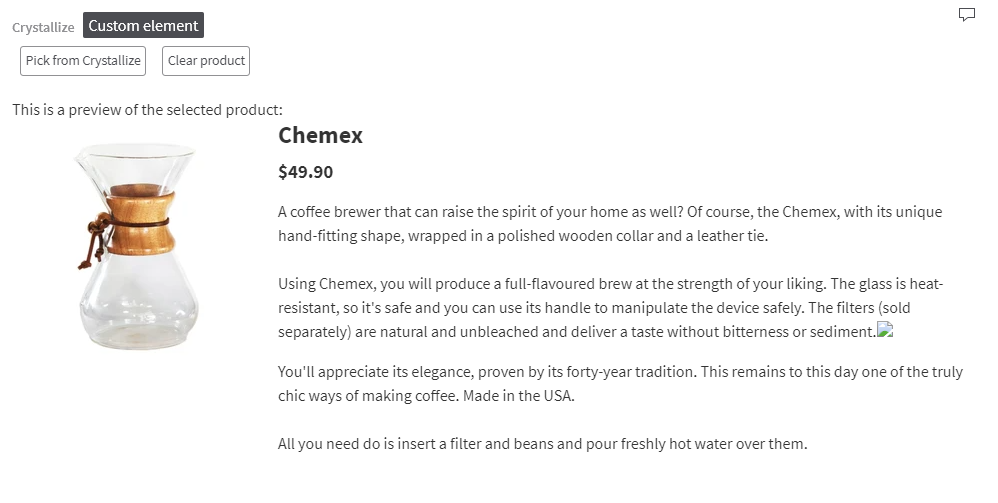 Crystallize Custom element
Pick from Crystallize Clear product
This is a preview of the selected product:
Chemex
$49.90
A coffee brewer that can raise the spirit of your home as well? Of course, the Chemex, with its unique
hand-fitting shape, wrapped in a polished wooden collar and a leather tie.
Using Chemex, you will produce a full-flavoured brew at the strength of your liking. The glass is heat-
resistant, so it's safe and you can use its handle to manipulate the device safely. The filters (sold
separately) are natural and unbleached and deliver a taste without bitterness or sediment.
You'll appreciate its elegance, proven by its forty-year tradition. This remains to this day one of the truly
chic ways of making coffee. Made in the USA.
All you need do is insert a filter and beans and pour freshly hot water over them.